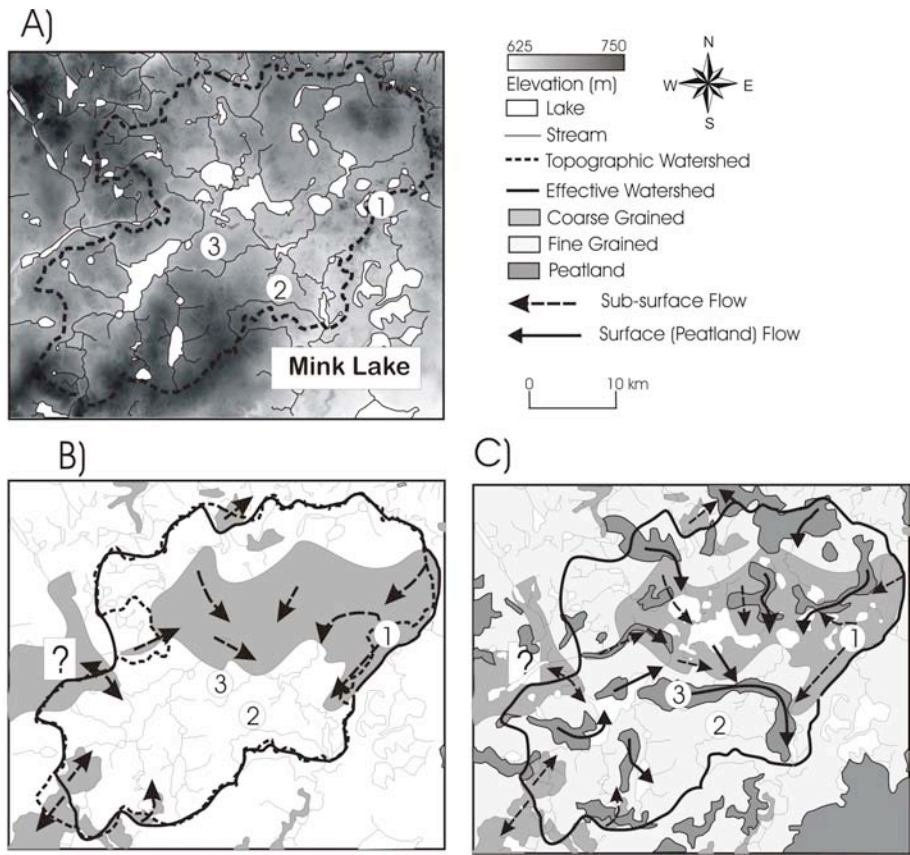 A)
1
3
2
Mink Lake
625 750
Elevation (m)
Lake
Stream
Topographic Watershed
Effective Watershed
Coarse Grained
Fine Grained
Peatland
Sub-surface Flow
Surface (Peatland) Flow
N
W E
S
0 10 km
B)
?
1
3
2
C)
?
1
3
2